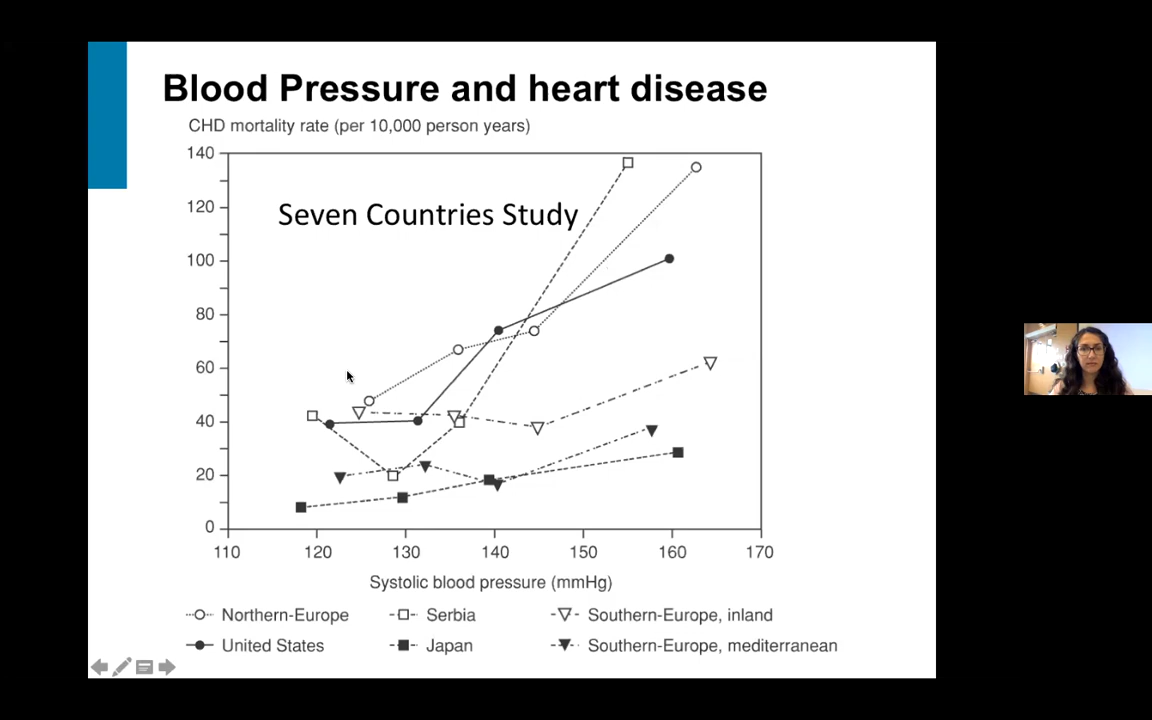 Blood Pressure and heart disease
CHD mortality rate (per 10,000 person years)
140
120
Seven Countries Study
100
80
60
40
20
0
110 120 130 140 150 160 170
Systolic blood pressure (mmHg)
Northern-Europe Serbia Southern-Europe, inland
United States Japan Southern-Europe, mediterranean